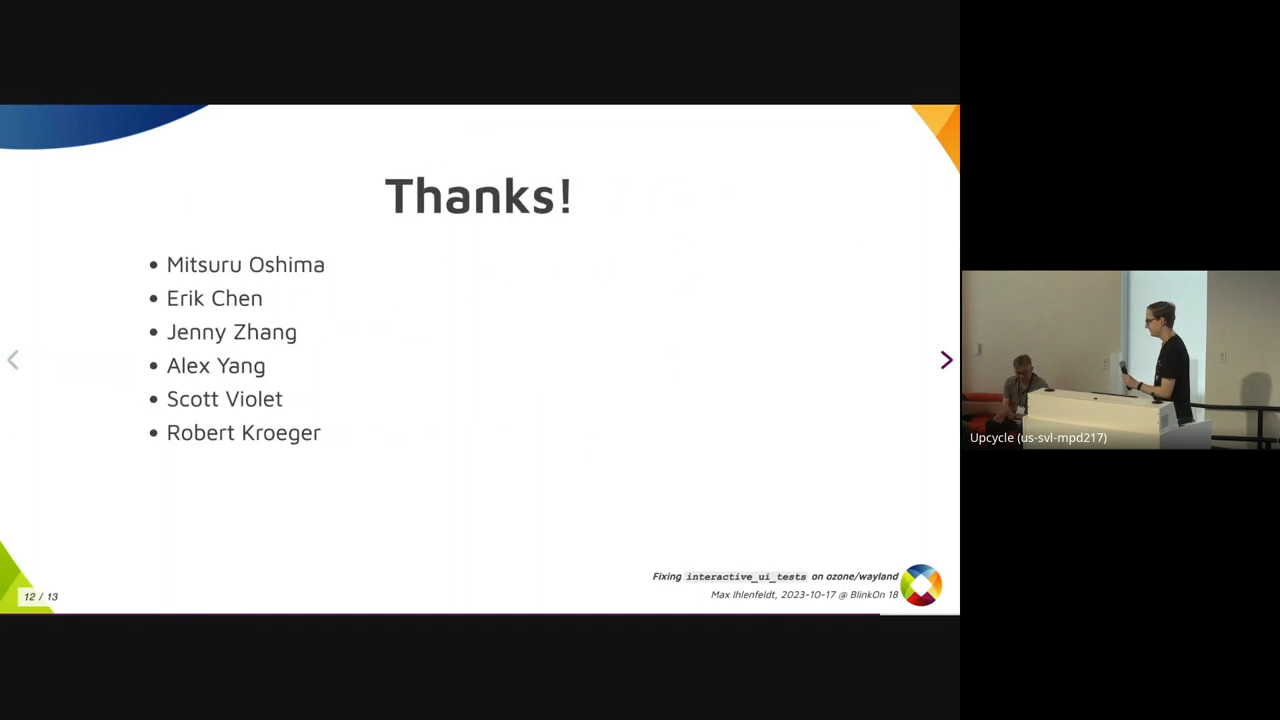 Thanks!
• Mitsuru Oshima
• Erik Chen
• Jenny Zhang
• Alex Yang
• Scott Violet
• Robert Kroeger
Fixing interactive_ui_tests on ozone/wayland
Max Ihlenfeldt, 2023-10-17 @ BlinkOn 18
12 / 13
Upcycle (us-svl-mpd217)